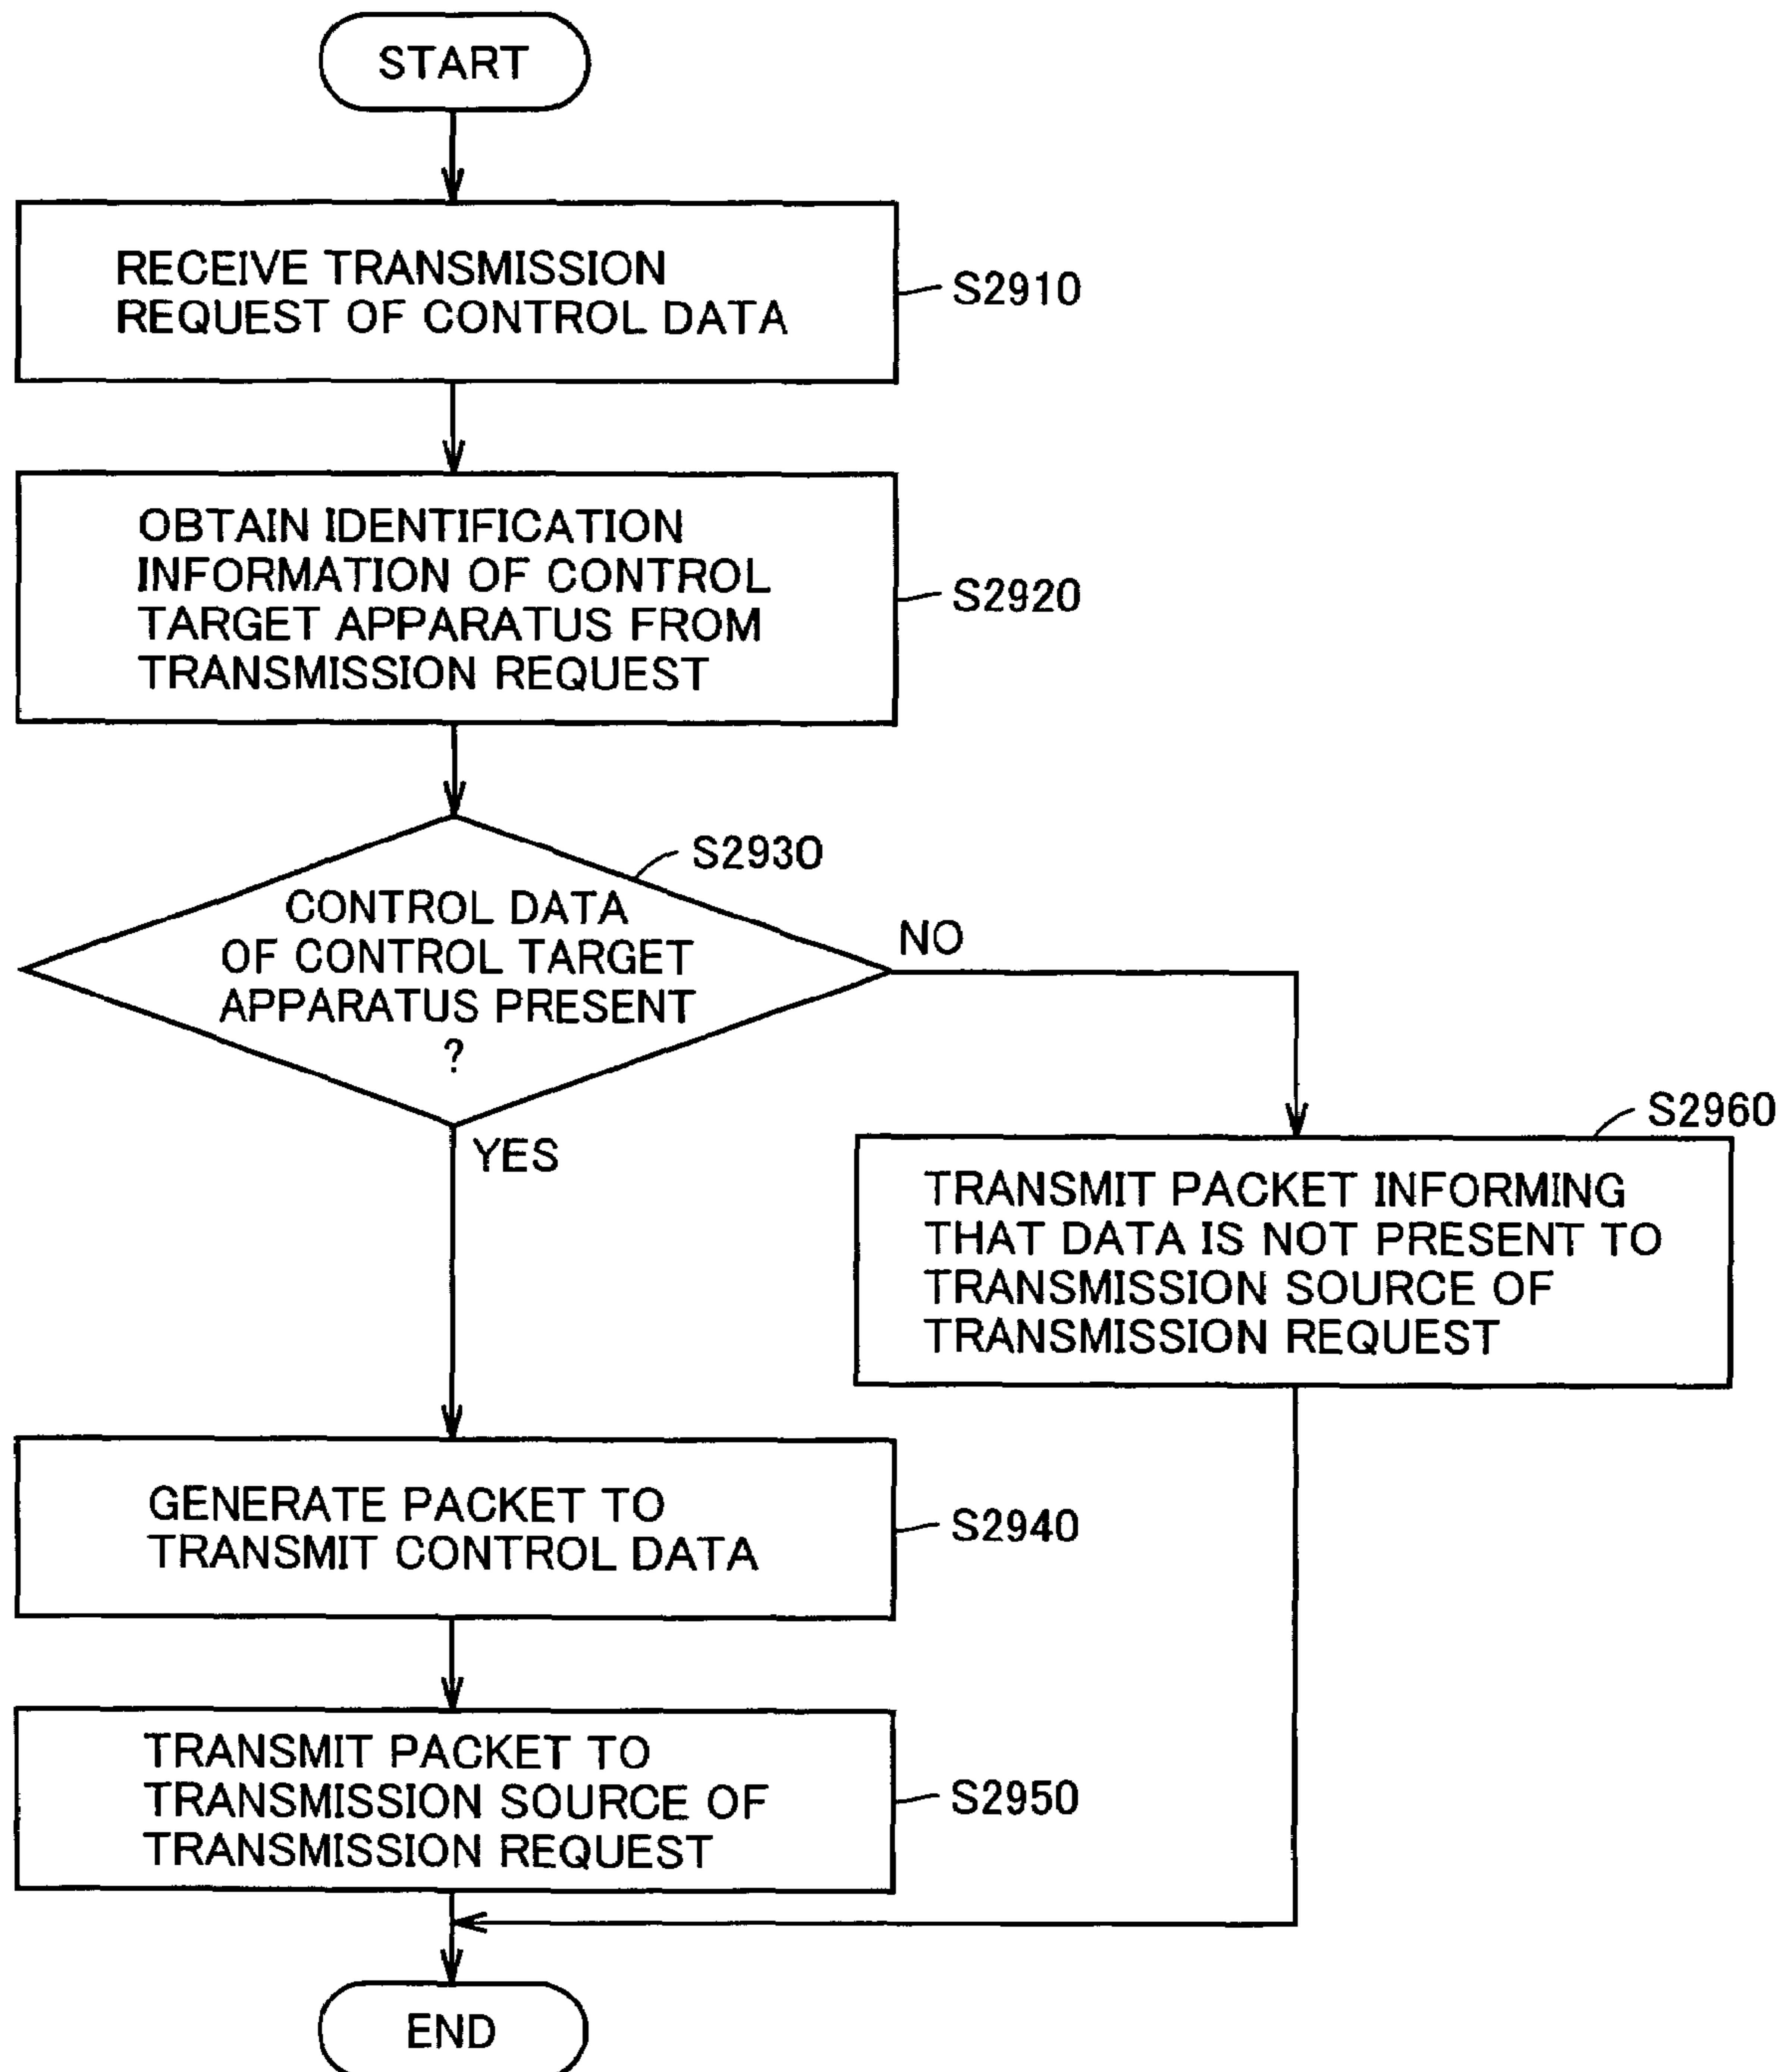 START
RECEIVE TRANSMISSION
REQUEST OF CONTROL DATA
S2910
OBTAIN IDENTIFICATION
INFORMATION OF CONTROL
TARGET APPARATUS FROM
TRANSMISSION REQUEST
S2920
S2930
CONTROL DATA
OF CONTROL TARGET
APPARATUS PRESENT
?
NO
YES
S2960
TRANSMIT PACKET INFORMING
THAT DATA IS NOT PRESENT TO
TRANSMISSION SOURCE OF
TRANSMISSION REQUEST
GENERATE PACKET TO
TRANSMIT CONTROL DATA
S2940
TRANSMIT PACKET TO
TRANSMISSION SOURCE OF
TRANSMISSION REQUEST
S2950
END